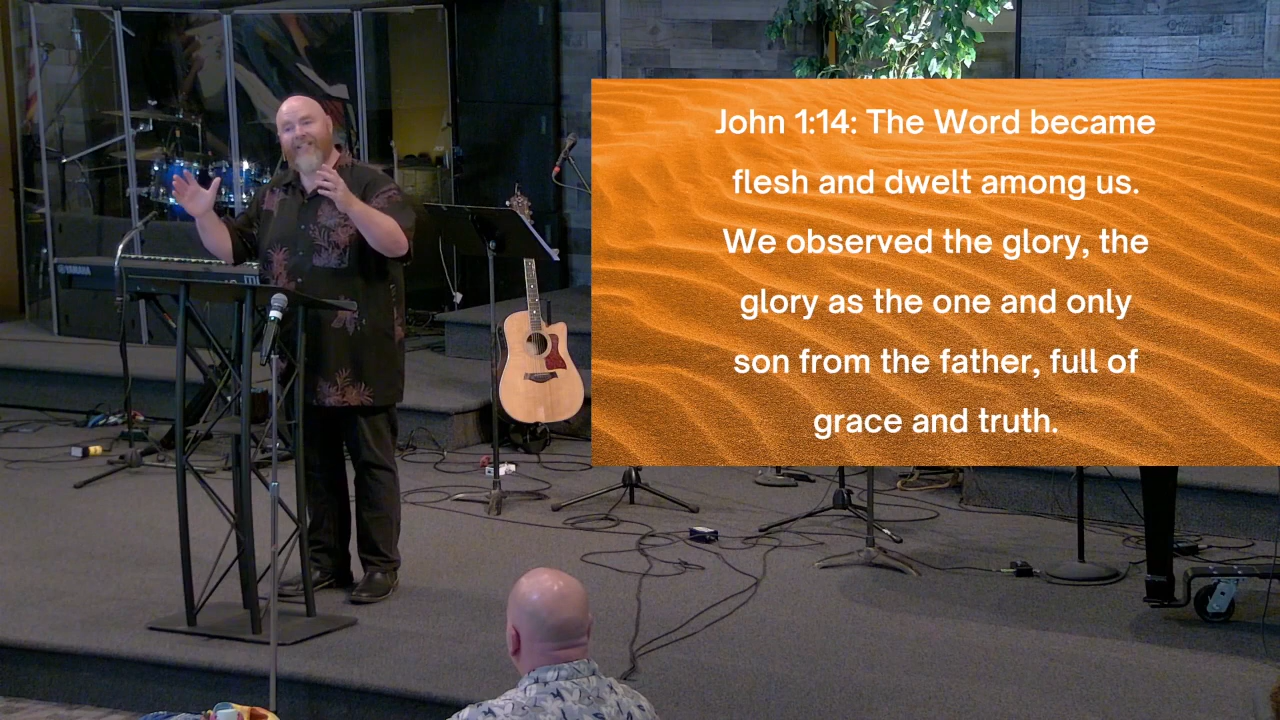 John 1:14: The Word became
flesh and dwelt among us.
We observed the glory, the
glory as the one and only
son from the father, full of
grace and truth.
YAMAHA